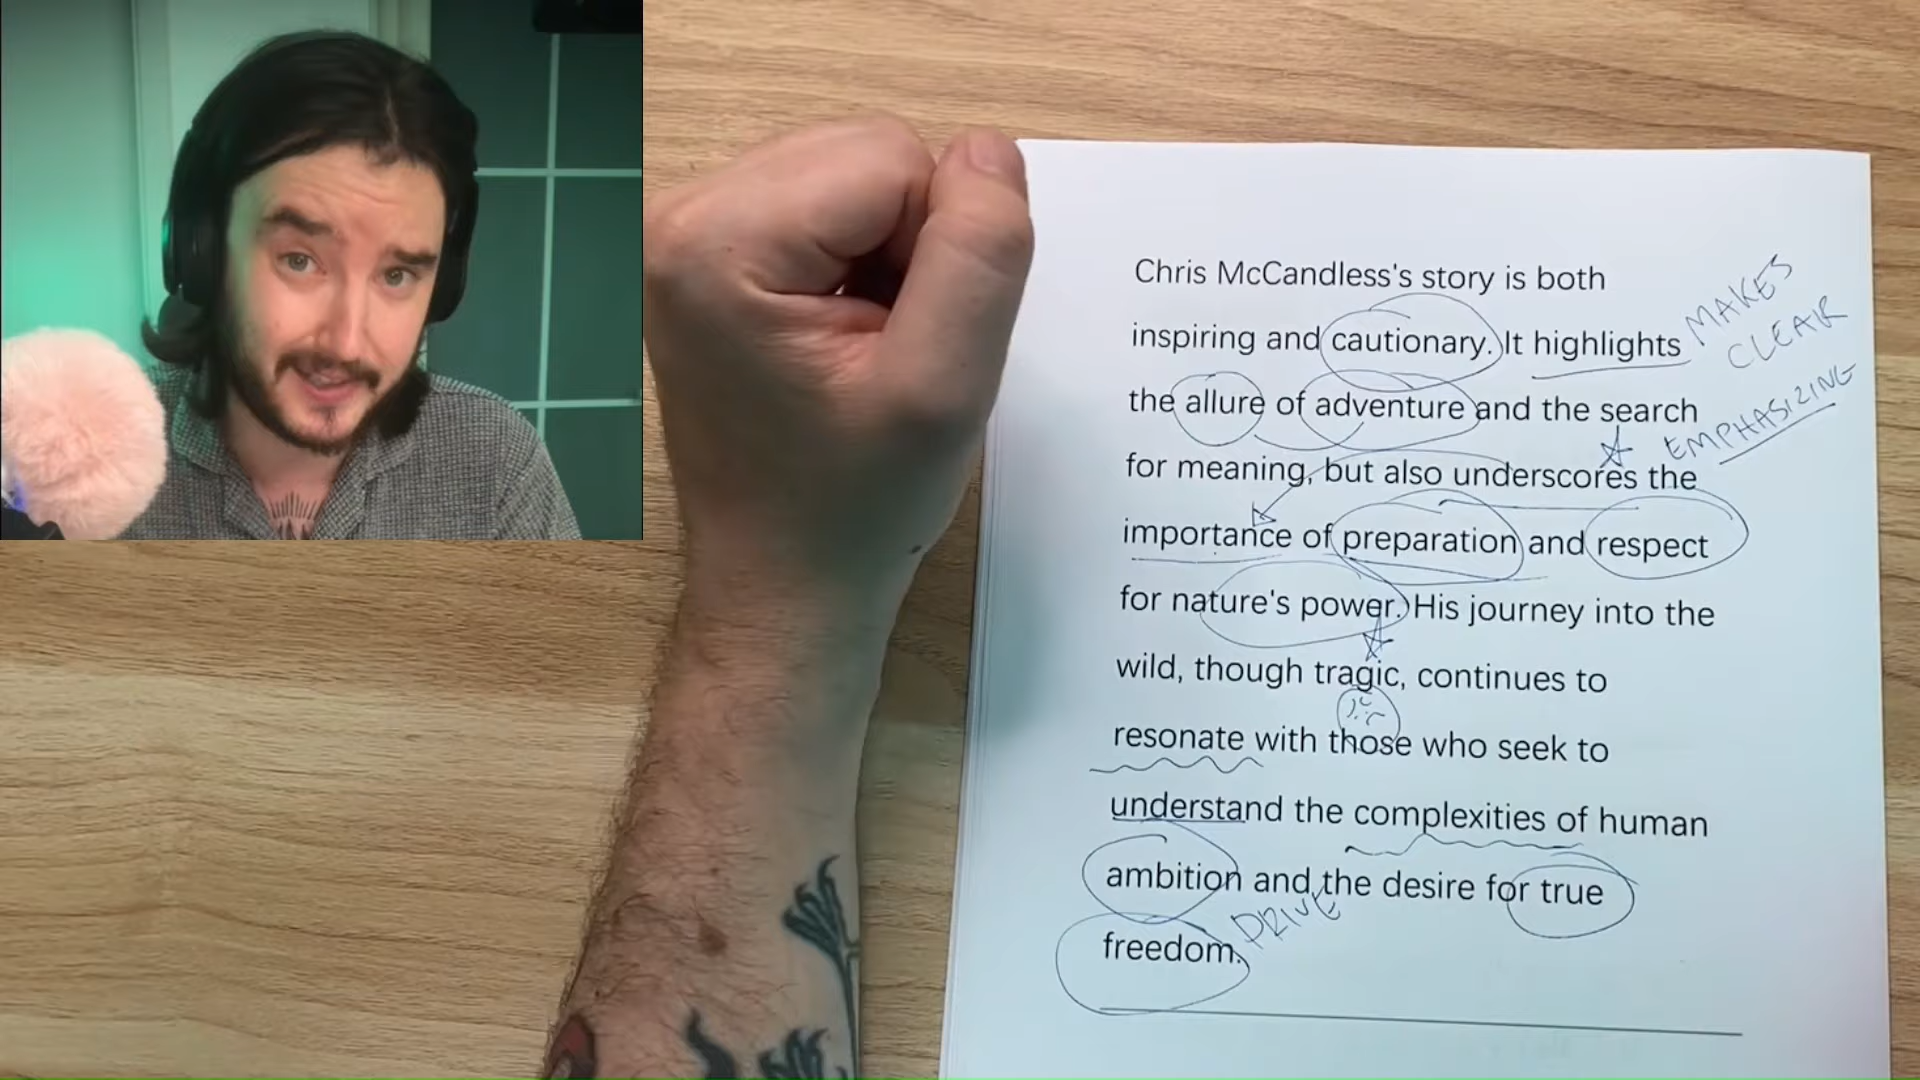 Chris McCandless's story is both
inspiring and cautionary. It highlights
MAKES
CLEAR
the allure of adventure and the search
EMPHASIZING
for meaning, but also underscores the
importance of preparation and respect
for nature's power. His journey into the
wild, though tragic, continues to
resonate with those who seek to
understand the complexities of human
ambition and the desire for true
DRIVE
freedom.